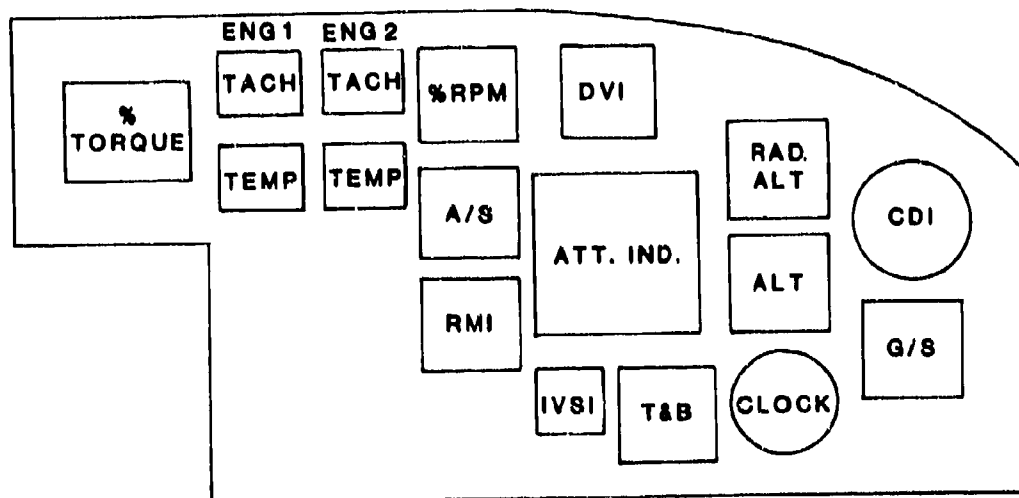 ENG 1
ENG 2
TACH
TACH
%RPM
DVI
%
TORQUE
RAD.
ALT
TEMP
TEMP
A/S
CDI
ATT. IND.
ALT
RMI
G/S
IVSI
T&B
CLOCK